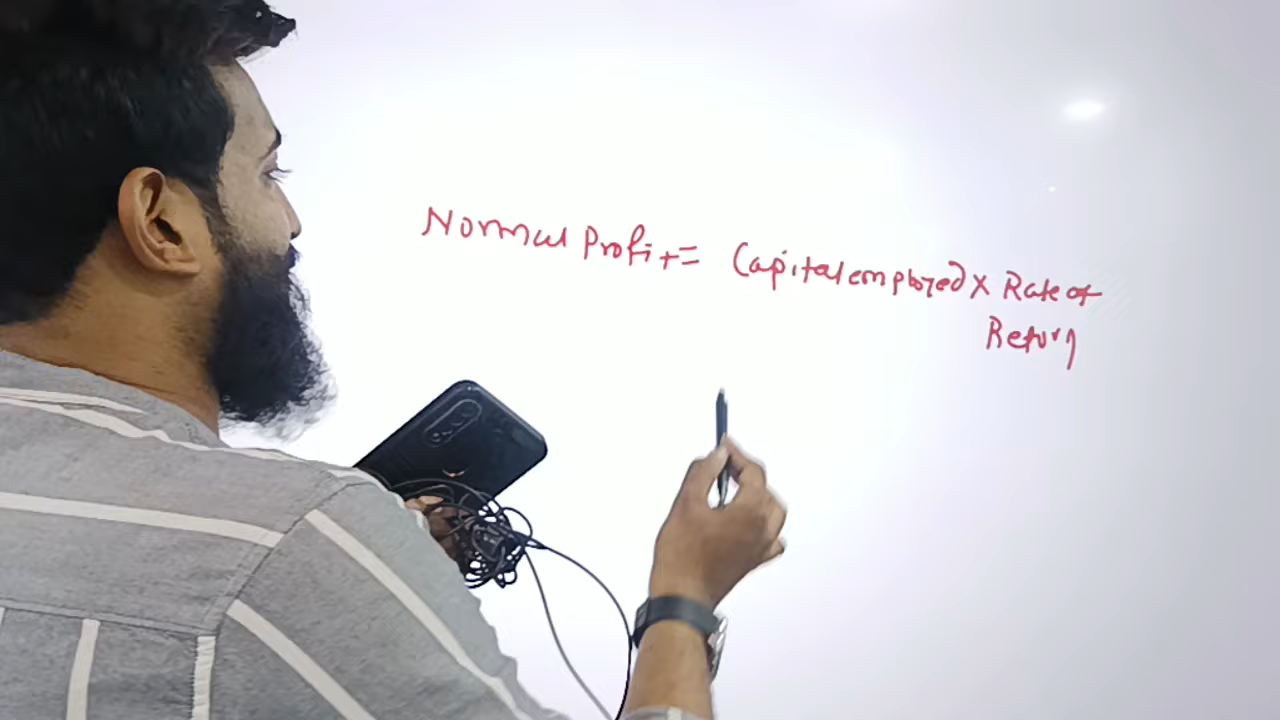 Normal Profit = Capital employed X Rate of
Return